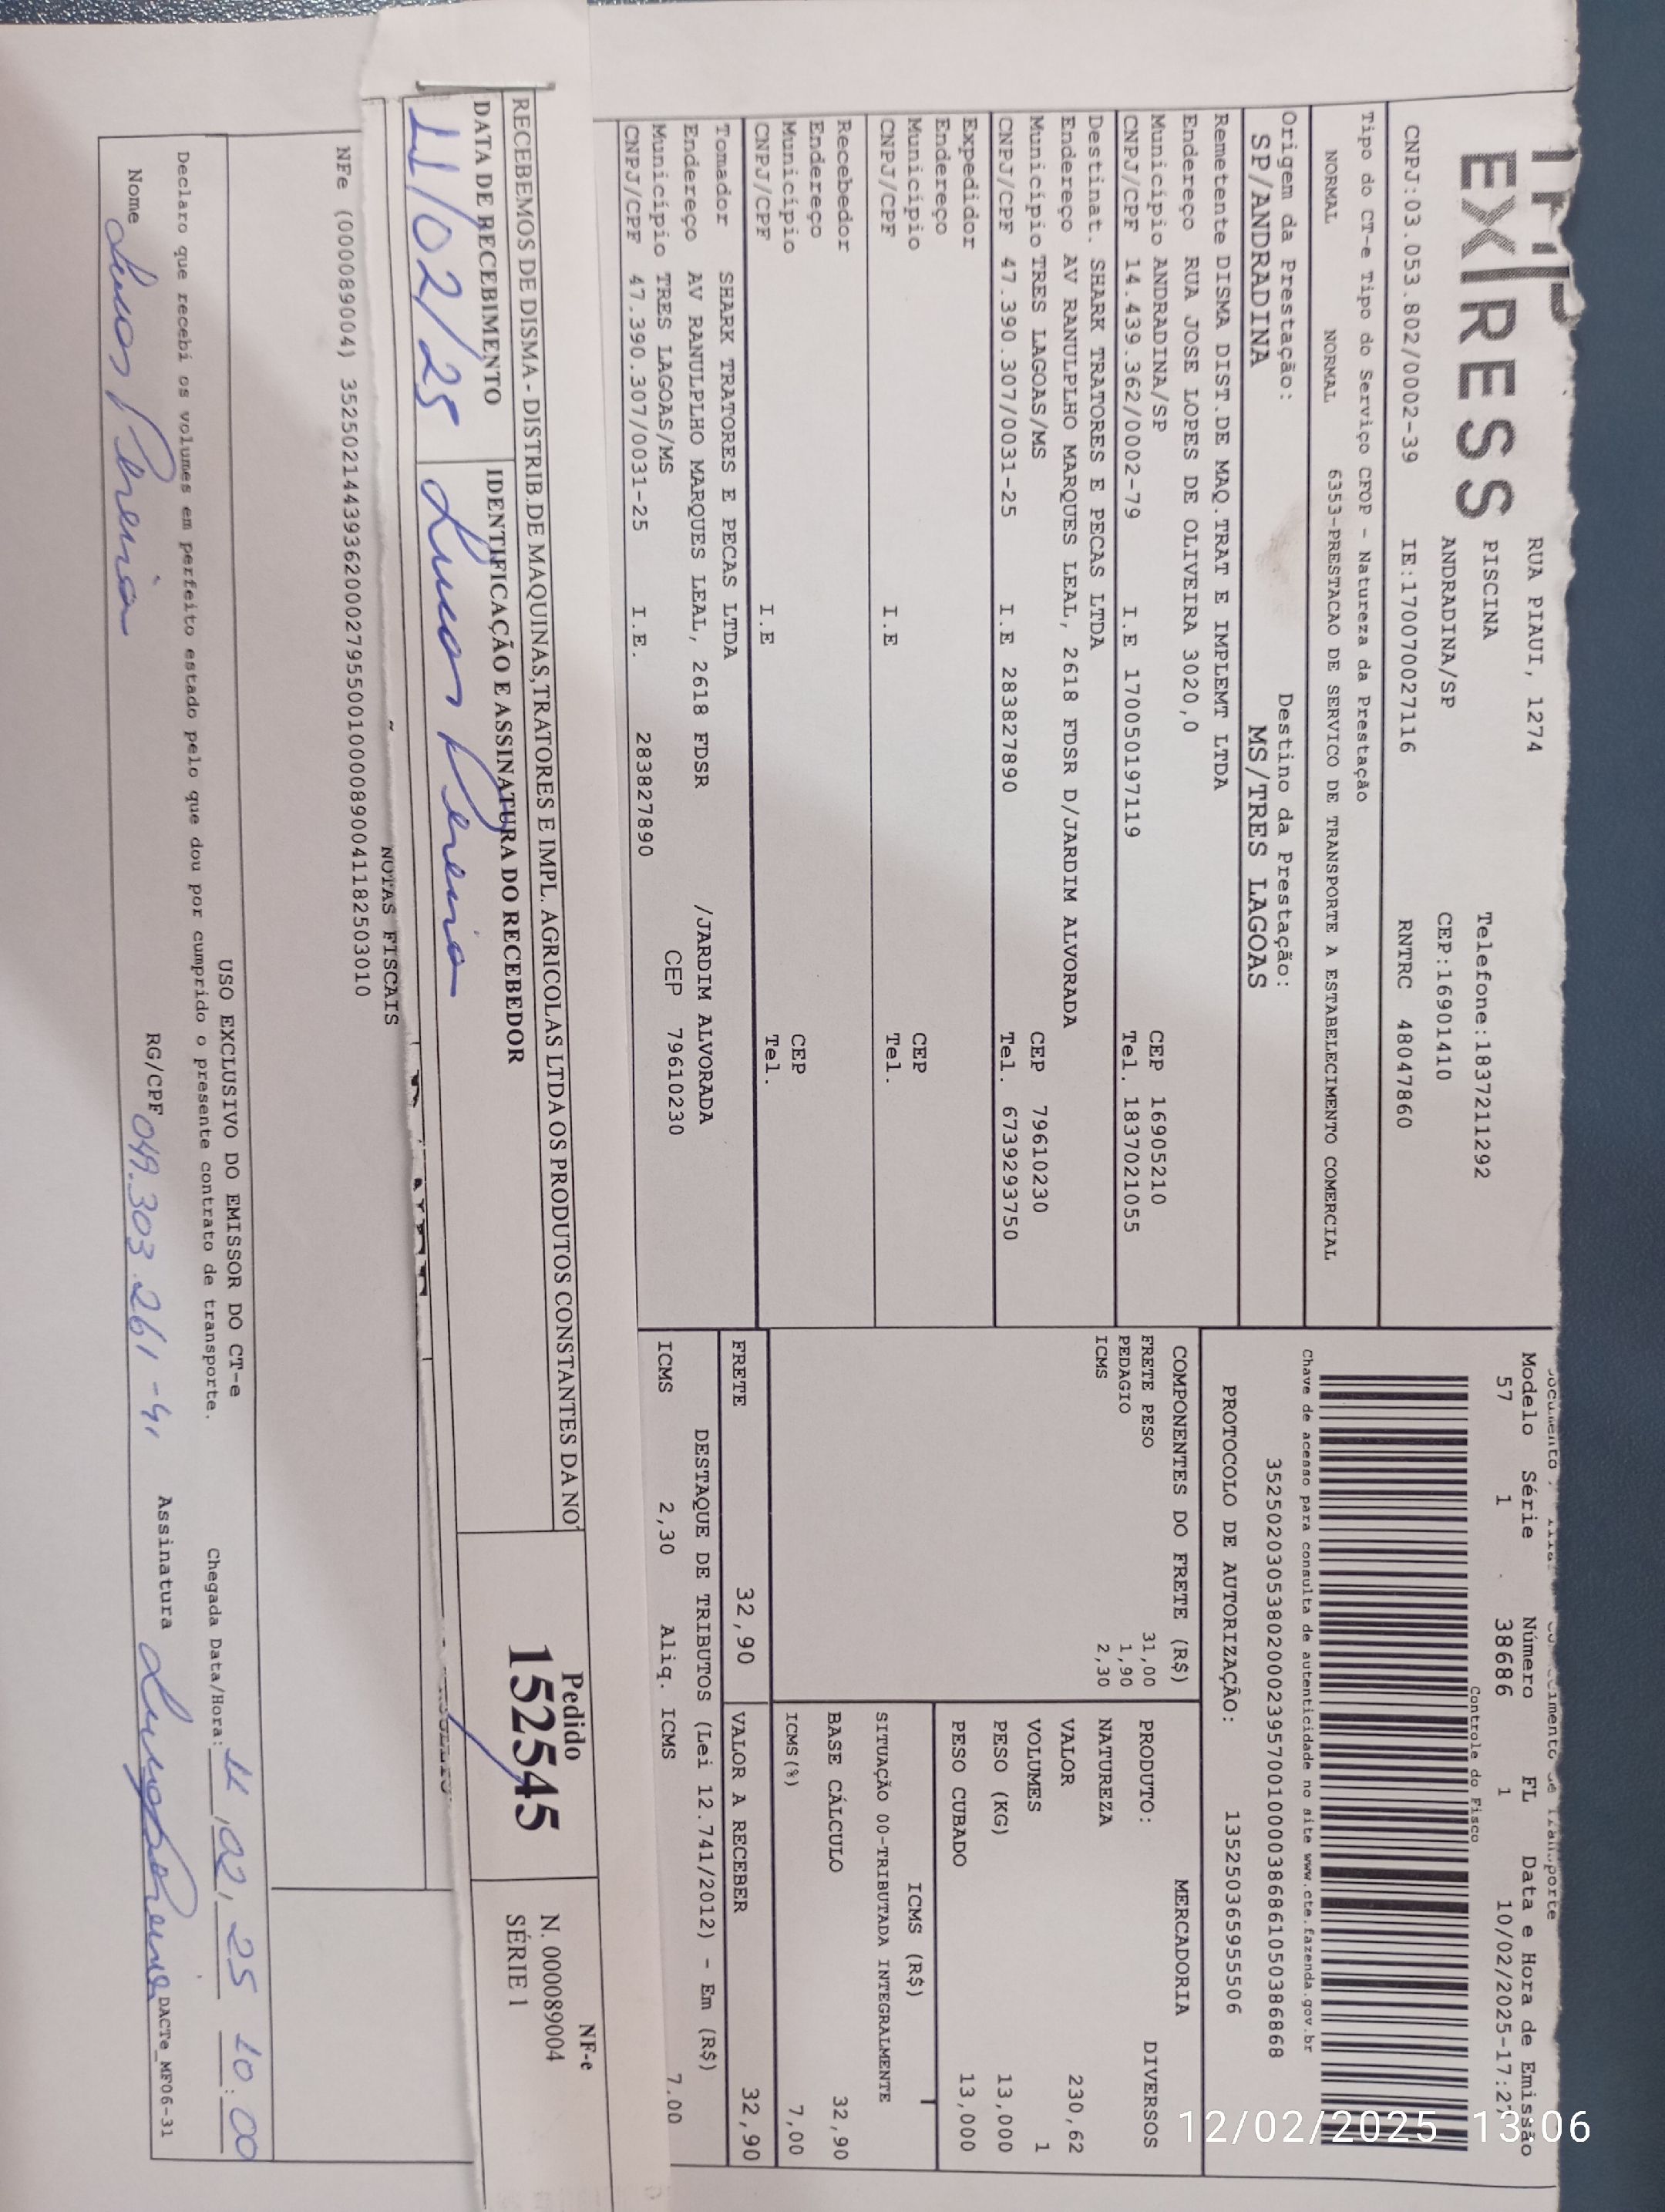 EXPRESS
RUA PIAUI, 1274
PISCINA
ANDRADINA/SP
Telefone:1837211292
CEP:16901410
CNPJ:03.053.802/0002-39 IE:170070027116 RNTRC 48047860
Tipo do CT-e Tipo do Serviço CFOP - Natureza da Prestação
NORMAL NORMAL 6353-PRESTACAO DE SERVICO DE TRANSPORTE A ESTABELECIMENTO COMERCIAL
Origem da Prestação: Destino da Prestação:
SP/ANDRADINA MS/TRES LAGOAS
Remetente DISMA DIST.DE MAQ.TRAT E IMPLEMT LTDA
Endereço RUA JOSE LOPES DE OLIVEIRA 3020,0
Município ANDRADINA/SP CEP 16905210
CNPJ/CPF 14.439.362/0002-79 I.E 170050197119 Tel. 1837021055
Destinat. SHARK TRATORES E PECAS LTDA
Endereço AV RANULPLHO MARQUES LEAL, 2618 FDSR D/JARDIM ALVORADA
Município TRES LAGOAS/MS CEP 79610230
CNPJ/CPF 47.390.307/0031-25 I.E 283827890 Tel. 6739293750
Expedidor
Endereço
Município CEP
CNPJ/CPF I.E Tel.
Recebedor
Endereço
Município CEP
CNPJ/CPF I.E Tel.
Tomador SHARK TRATORES E PECAS LTDA
Endereço AV RANULPLHO MARQUES LEAL, 2618 FDSR /JARDIM ALVORADA
Município TRES LAGOAS/MS CEP 79610230
CNPJ/CPF 47.390.307/0031-25 I.E. 283827890
Modelo Série Número FL Data e Hora de Emissão
57 1 38686 1 10/02/2025-17:27
Controle do Fisco
Chave de acesso para consulta de autenticidade no site www.cte.fazenda.gov.br
35250203053802000239570010000386861050386868
PROTOCOLO DE AUTORIZAÇÃO: 135250365955506
COMPONENTES DO FRETE (R$)
FRETE PESO 31,00
PEDAGIO 1,90
ICMS 2,30
MERCADORIA
PRODUTO: DIVERSOS
NATUREZA
VALOR 230,62
VOLUMES 1
PESO (KG) 13,000
PESO CUBADO 13,000
ICMS (R$)
SITUAÇÃO 00-TRIBUTADA INTEGRALMENTE
BASE CÁLCULO 32,90
ICMS(%) 7,00
FRETE 32,90 VALOR A RECEBER 32,90
DESTAQUE DE TRIBUTOS (Lei 12.741/2012) - Em (R$)
ICMS 2,30 Aliq. ICMS 7,00
RECEBEMOS DE DISMA - DISTRIB.DE MAQUINAS,TRATORES E IMPL. AGRICOLAS LTDA OS PRODUTOS CONSTANTES DA NO
DATA DE RECEBIMENTO IDENTIFICAÇÃO E ASSINATURA DO RECEBEDOR
11/02/25
Pedido
152545
NF-e
N. 000089004
SÉRIE 1
NOTAS FISCAIS
NFe (000089004) 35250214439362000279550010000890041182503010
USO EXCLUSIVO DO EMISSOR DO CT-e
Declaro que recebi os volumes em perfeito estado pelo que dou por cumprido o presente contrato de transporte.
Chegada Data/Hora: 11, 02, 25 10:00
Nome RG/CPF 049.303.261-41 Assinatura
DACTe_MF06-31
12/02/2025 13:06